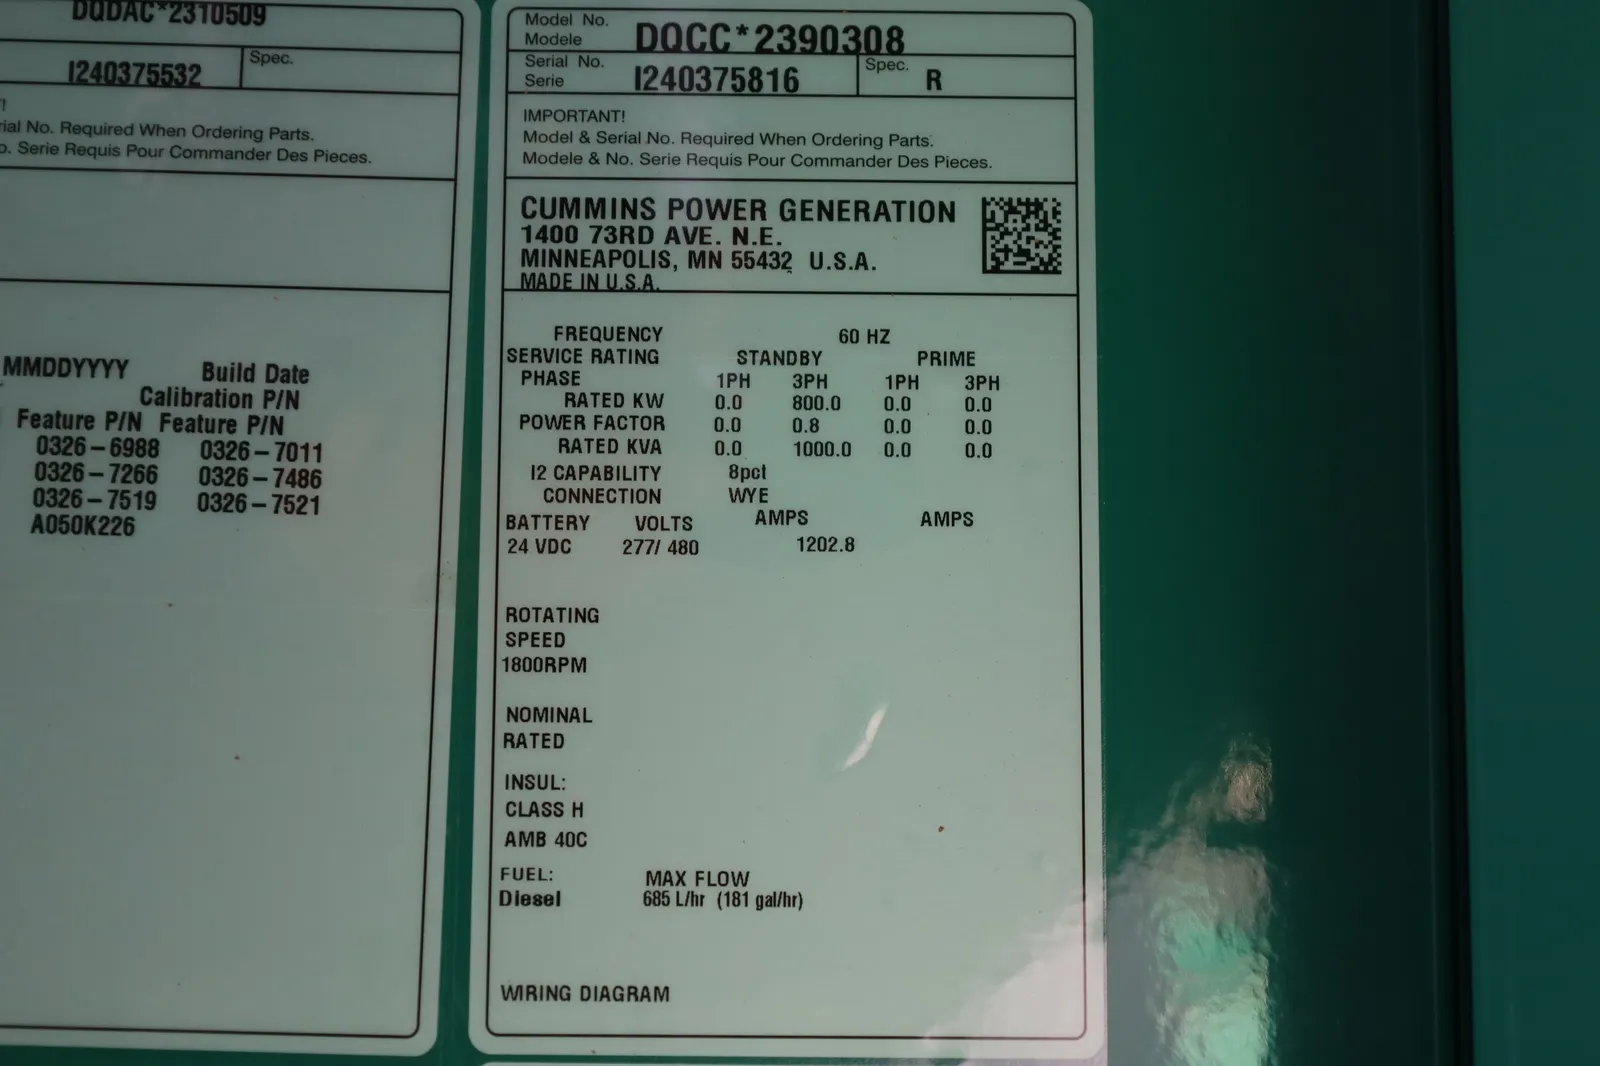 DQDAC*2310509
I240375532 Spec.
!
rial No. Required When Ordering Parts.
o. Serie Requis Pour Commander Des Pieces.
MMDDYYYY Build Date
Calibration P/N
Feature P/N Feature P/N
0326-6988 0326-7011
0326-7266 0326-7486
0326-7519 0326-7521
A050K226
Model No.
Modele DQCC*2390308
Serial No.
Serie I240375816 Spec. R
IMPORTANT!
Model & Serial No. Required When Ordering Parts.
Modele & No. Serie Requis Pour Commander Des Pieces.
CUMMINS POWER GENERATION
1400 73RD AVE. N.E.
MINNEAPOLIS, MN 55432 U.S.A.
MADE IN U.S.A.
FREQUENCY 60 HZ
SERVICE RATING STANDBY PRIME
PHASE 1PH 3PH 1PH 3PH
RATED KW 0.0 800.0 0.0 0.0
POWER FACTOR 0.0 0.8 0.0 0.0
RATED KVA 0.0 1000.0 0.0 0.0
I2 CAPABILITY 8pct
CONNECTION WYE
BATTERY VOLTS AMPS AMPS
24 VDC 277/ 480 1202.8
ROTATING
SPEED
1800RPM
NOMINAL
RATED
INSUL:
CLASS H
AMB 40C
FUEL: MAX FLOW
Diesel 685 L/hr (181 gal/hr)
WIRING DIAGRAM